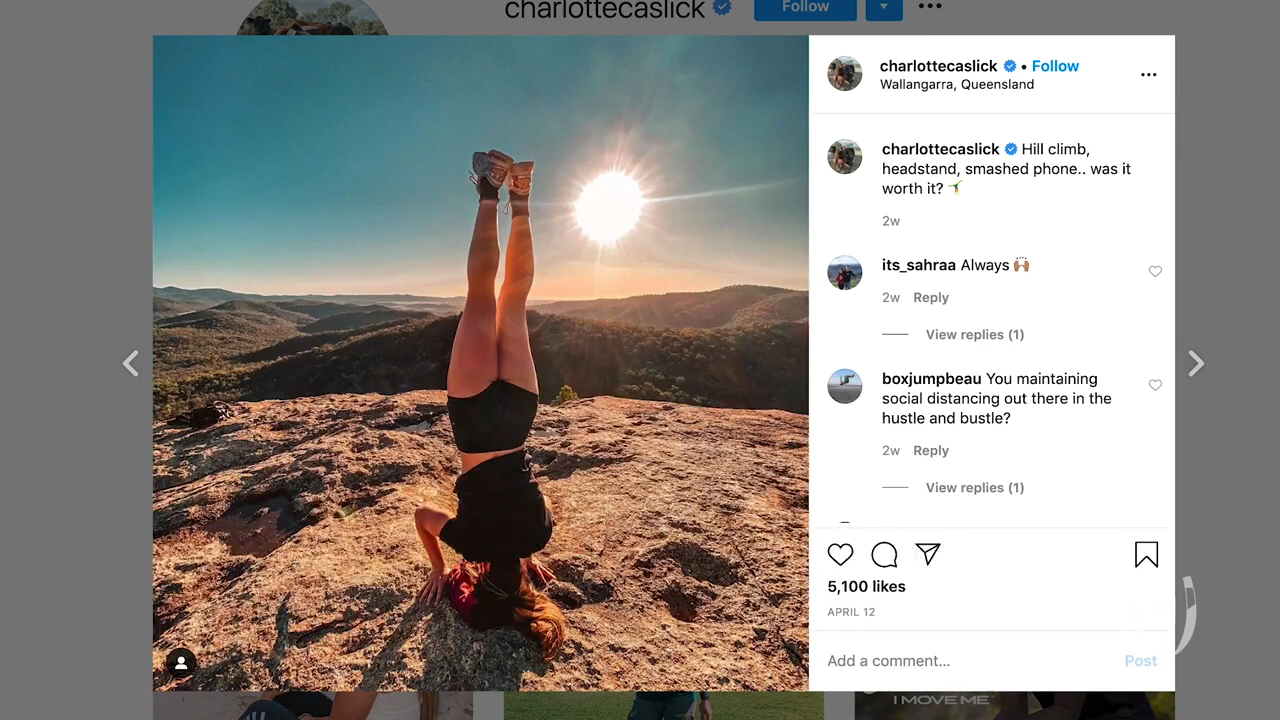 charlottecaslick
Follow
charlottecaslick • Follow
Wallangarra, Queensland
charlottecaslick Hill climb,
headstand, smashed phone.. was it
worth it?
2w
its_sahraa Always
2w Reply
View replies (1)
boxjumpbeau You maintaining
social distancing out there in the
hustle and bustle?
2w Reply
View replies (1)
5,100 likes
APRIL 12
Add a comment... Post
I MOVE ME™